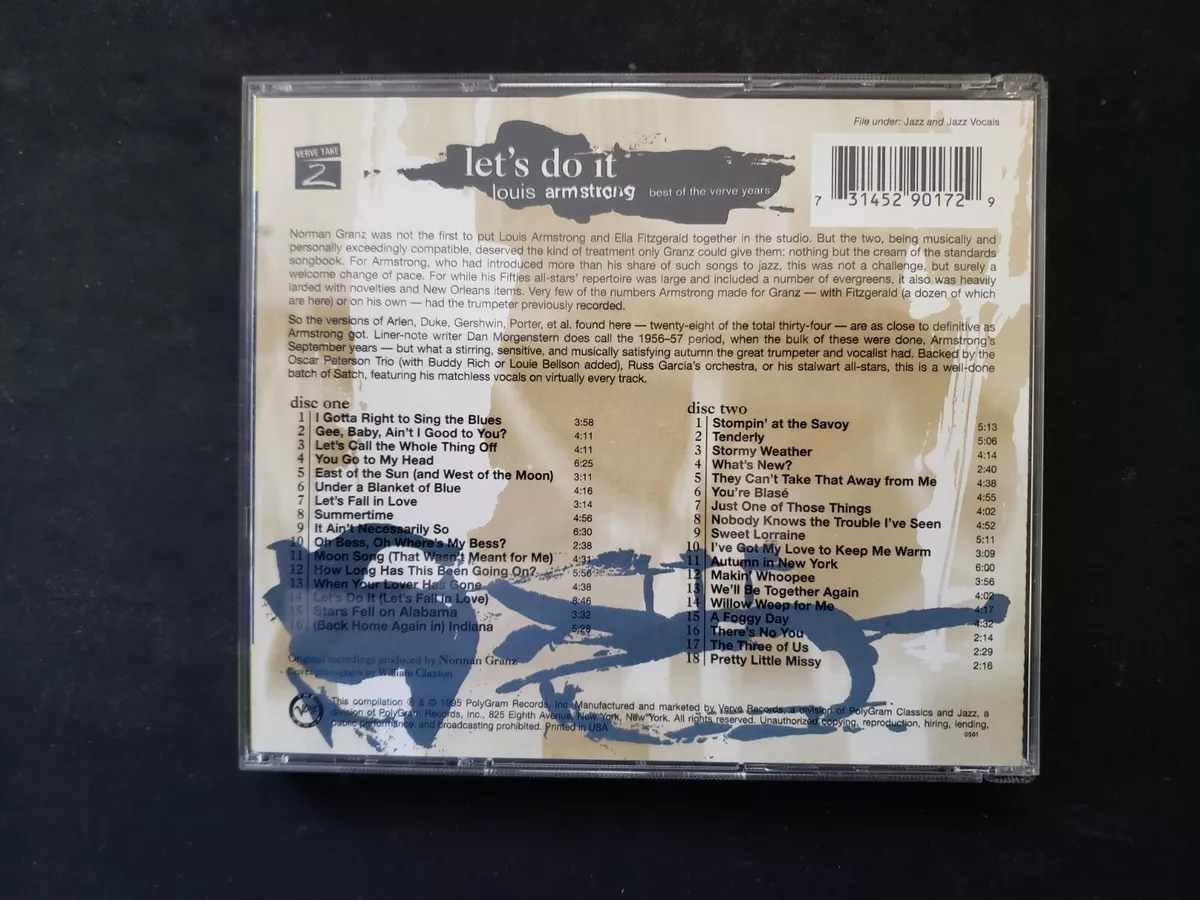 File under: Jazz and Jazz Vocals
VERVE TAKE
2
let's do it
louis armstrong best of the verve years
7 31452 90172 9
Norman Granz was not the first to put Louis Armstrong and Ella Fitzgerald together in the studio. But the two, being musically and
personally exceedingly compatible, deserved the kind of treatment only Granz could give them: nothing but the cream of the standards
songbook. For Armstrong, who had introduced more than his share of such songs to jazz, this was not a challenge, but surely a
welcome change of pace. For while his Fifties all-stars' repertoire was large and included a number of evergreens, it also was heavily
larded with novelties and New Orleans items. Very few of the numbers Armstrong made for Granz — with Fitzgerald (a dozen of which
are here) or on his own — had the trumpeter previously recorded.
So the versions of Arlen, Duke, Gershwin, Porter, et al. found here — twenty-eight of the total thirty-four — are as close to definitive as
Armstrong got. Liner-note writer Dan Morgenstern does call the 1956–57 period, when the bulk of these were done, Armstrong's
September years — but what a stirring, sensitive, and musically satisfying autumn the great trumpeter and vocalist had. Backed by the
Oscar Peterson Trio (with Buddy Rich or Louie Bellson added), Russ Garcia's orchestra, or his stalwart all-stars, this is a well-done
batch of Satch, featuring his matchless vocals on virtually every track.
disc one
1 I Gotta Right to Sing the Blues 3:58
2 Gee, Baby, Ain't I Good to You? 4:11
3 Let's Call the Whole Thing Off 4:11
4 You Go to My Head 6:25
5 East of the Sun (and West of the Moon) 3:11
6 Under a Blanket of Blue 4:16
7 Let's Fall in Love 3:14
8 Summertime 4:56
9 It Ain't Necessarily So 6:30
10 Oh Bess, Oh Where's My Bess? 2:38
11 Moon Song (That Wasn't Meant for Me) 4:31
12 How Long Has This Been Going On? 5:56
13 When Your Lover Has Gone 4:38
14 Let's Do It (Let's Fall in Love) 8:46
15 Stars Fell on Alabama 3:32
16 (Back Home Again in) Indiana 5:28
disc two
1 Stompin' at the Savoy 5:13
2 Tenderly 5:06
3 Stormy Weather 4:14
4 What's New? 2:40
5 They Can't Take That Away from Me 4:38
6 You're Blasé 4:55
7 Just One of Those Things 4:02
8 Nobody Knows the Trouble I've Seen 4:52
9 Sweet Lorraine 5:11
10 I've Got My Love to Keep Me Warm 3:09
11 Autumn in New York 6:00
12 Makin' Whoopee 3:56
13 We'll Be Together Again 4:02
14 Willow Weep for Me 4:17
15 A Foggy Day 4:32
16 There's No You 2:14
17 The Three of Us 2:29
18 Pretty Little Missy 2:16
Original recordings produced by Norman Granz
Cover photograph by William Claxton
This compilation ℗ & © 1995 PolyGram Records, Inc. Manufactured and marketed by Verve Records, a division of PolyGram Classics and Jazz, a
division of PolyGram Records, Inc., 825 Eighth Avenue, New York, New York. All rights reserved. Unauthorized copying, reproduction, hiring, lending,
public performance, and broadcasting prohibited. Printed in USA
0501